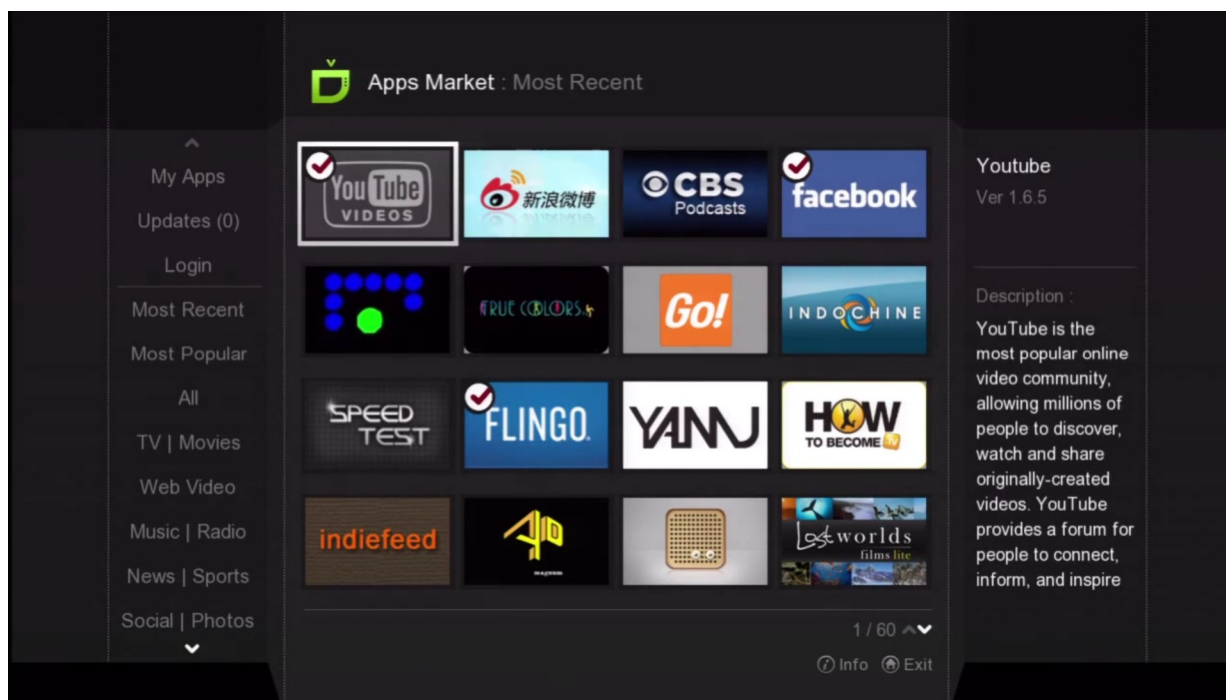 Apps Market : Most Recent
My Apps
Updates (0)
Login
Most Recent
Most Popular
All
TV | Movies
Web Video
Music | Radio
News | Sports
Social | Photos
You Tube
VIDEOS
新浪微博
CBS
Podcasts
facebook
TRUE COLORS
Go!
INDOCHINE
SPEED
TEST
FLINGO
YAMU
HOW
TO BECOME TV
indiefeed
Lost worlds
films lite
1 / 60
Info
Exit
Youtube
Ver 1.6.5
Description :
YouTube is the
most popular online
video community,
allowing millions of
people to discover,
watch and share
originally-created
videos. YouTube
provides a forum for
people to connect,
inform, and inspire